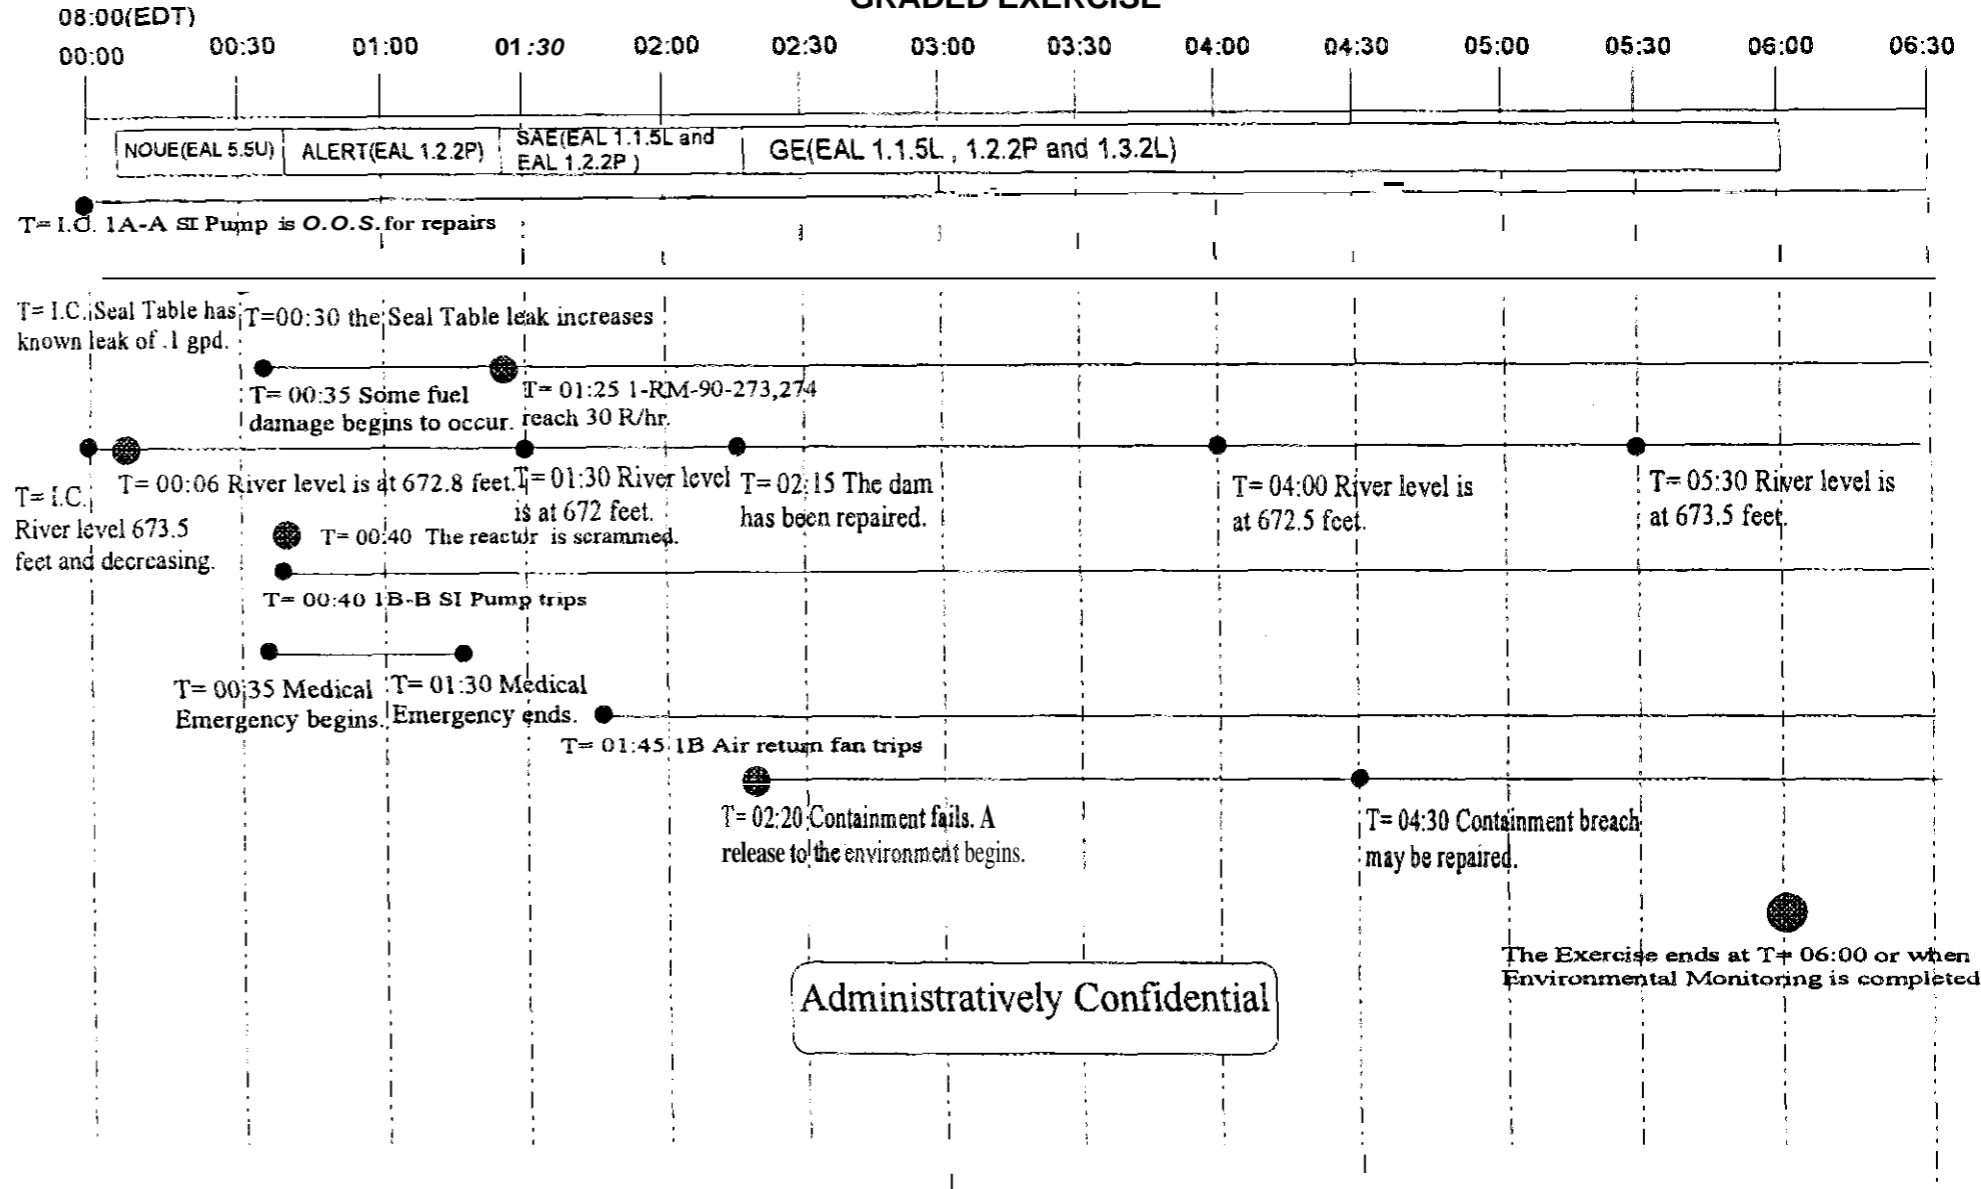 GRADED EXERCISE
08:00(EDT)
00:00 00:30 01:00 01:30 02:00 02:30 03:00 03:30 04:00 04:30 05:00 05:30 06:00 06:30
NOUE(EAL 5.5U) ALERT(EAL 1.2.2P) SAE(EAL 1.1.5L and
EAL 1.2.2P ) GE(EAL 1.1.5L , 1.2.2P and 1.3.2L)
T= I.C. 1A-A SI Pump is O.O.S. for repairs
T= I.C. Seal Table has
known leak of .1 gpd.
T=00:30 the Seal Table leak increases
T= 00:35 Some fuel
damage begins to occur.
T= 01:25 1-RM-90-273,274
reach 30 R/hr.
T= I.C.
River level 673.5
feet and decreasing.
T= 00:06 River level is at 672.8 feet.
T= 01:30 River level
is at 672 feet.
T= 02:15 The dam
has been repaired.
T= 04:00 River level is
at 672.5 feet.
T= 05:30 River level is
at 673.5 feet.
T= 00:40 The reactor is scrammed.
T= 00:40 1B-B SI Pump trips
T= 00:35 Medical
Emergency begins.
T= 01:30 Medical
Emergency ends.
T= 01:45 1B Air return fan trips
T= 02:20 Containment fails. A
release to the environment begins.
T= 04:30 Containment breach
may be repaired.
The Exercise ends at T= 06:00 or when
Environmental Monitoring is completed
Administratively Confidential